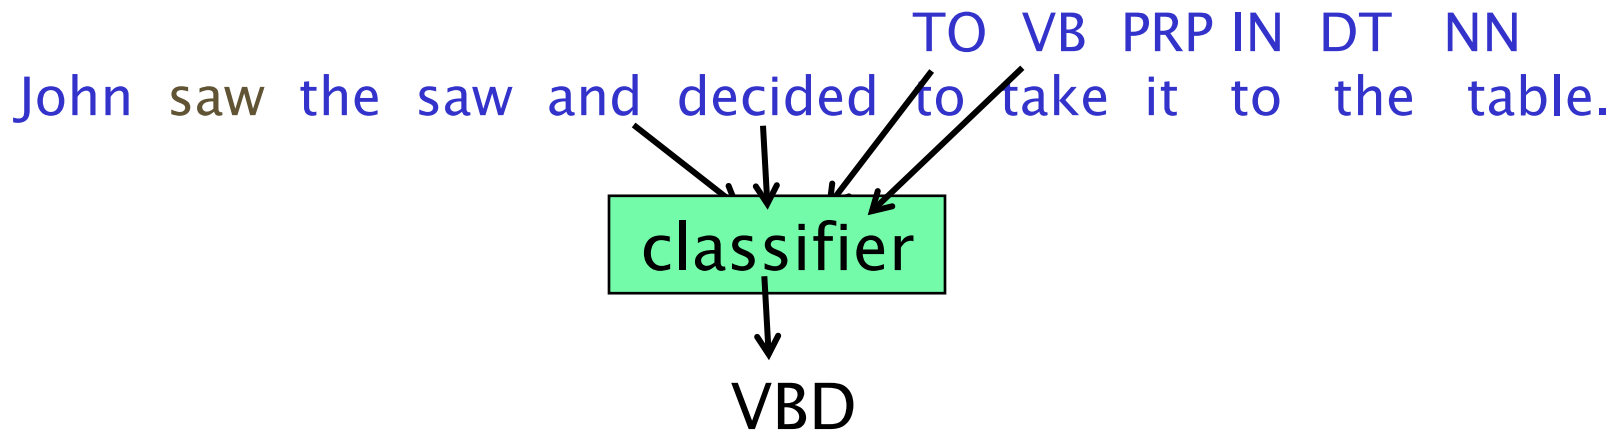 TO VB PRP IN DT NN
John saw the saw and decided to take it to the table.
classifier
VBD